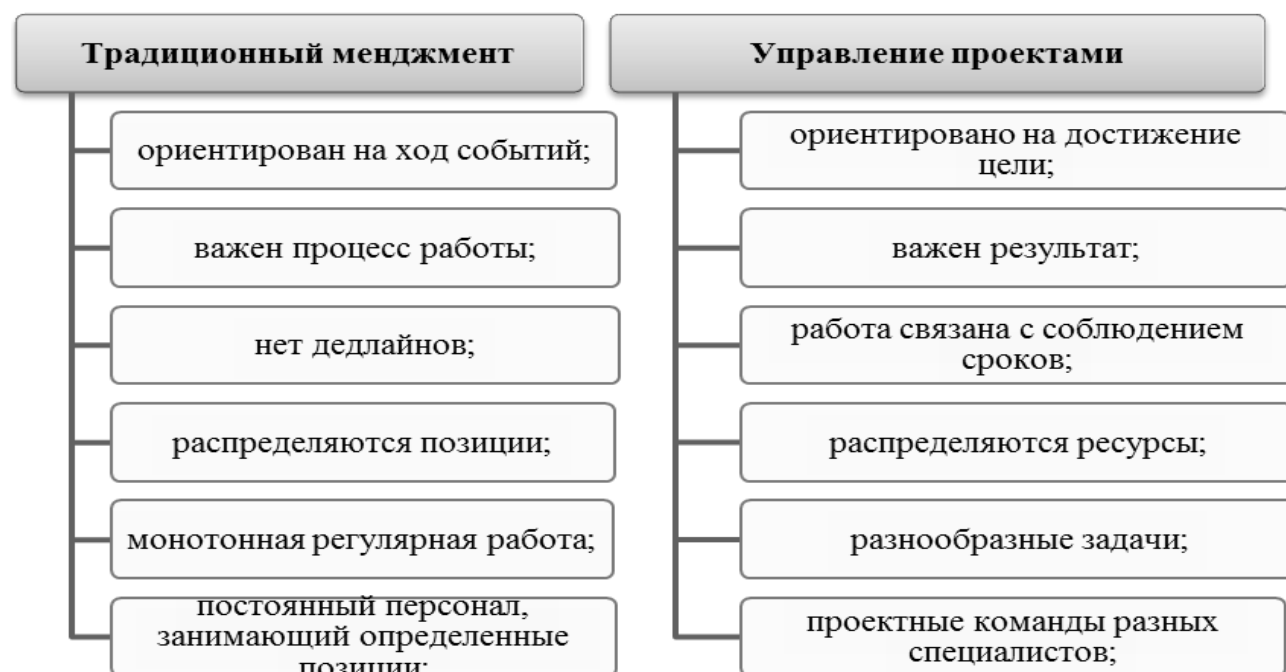 Традиционный менджмент
ориентирован на ход событий;
важен процесс работы;
нет дедлайнов;
распределяются позиции;
монотонная регулярная работа;
постоянный персонал,
занимающий определенные
позиции;
Управление проектами
ориентировано на достижение
цели;
важен результат;
работа связана с соблюдением
сроков;
распределяются ресурсы;
разнообразные задачи;
проектные команды разных
специалистов;